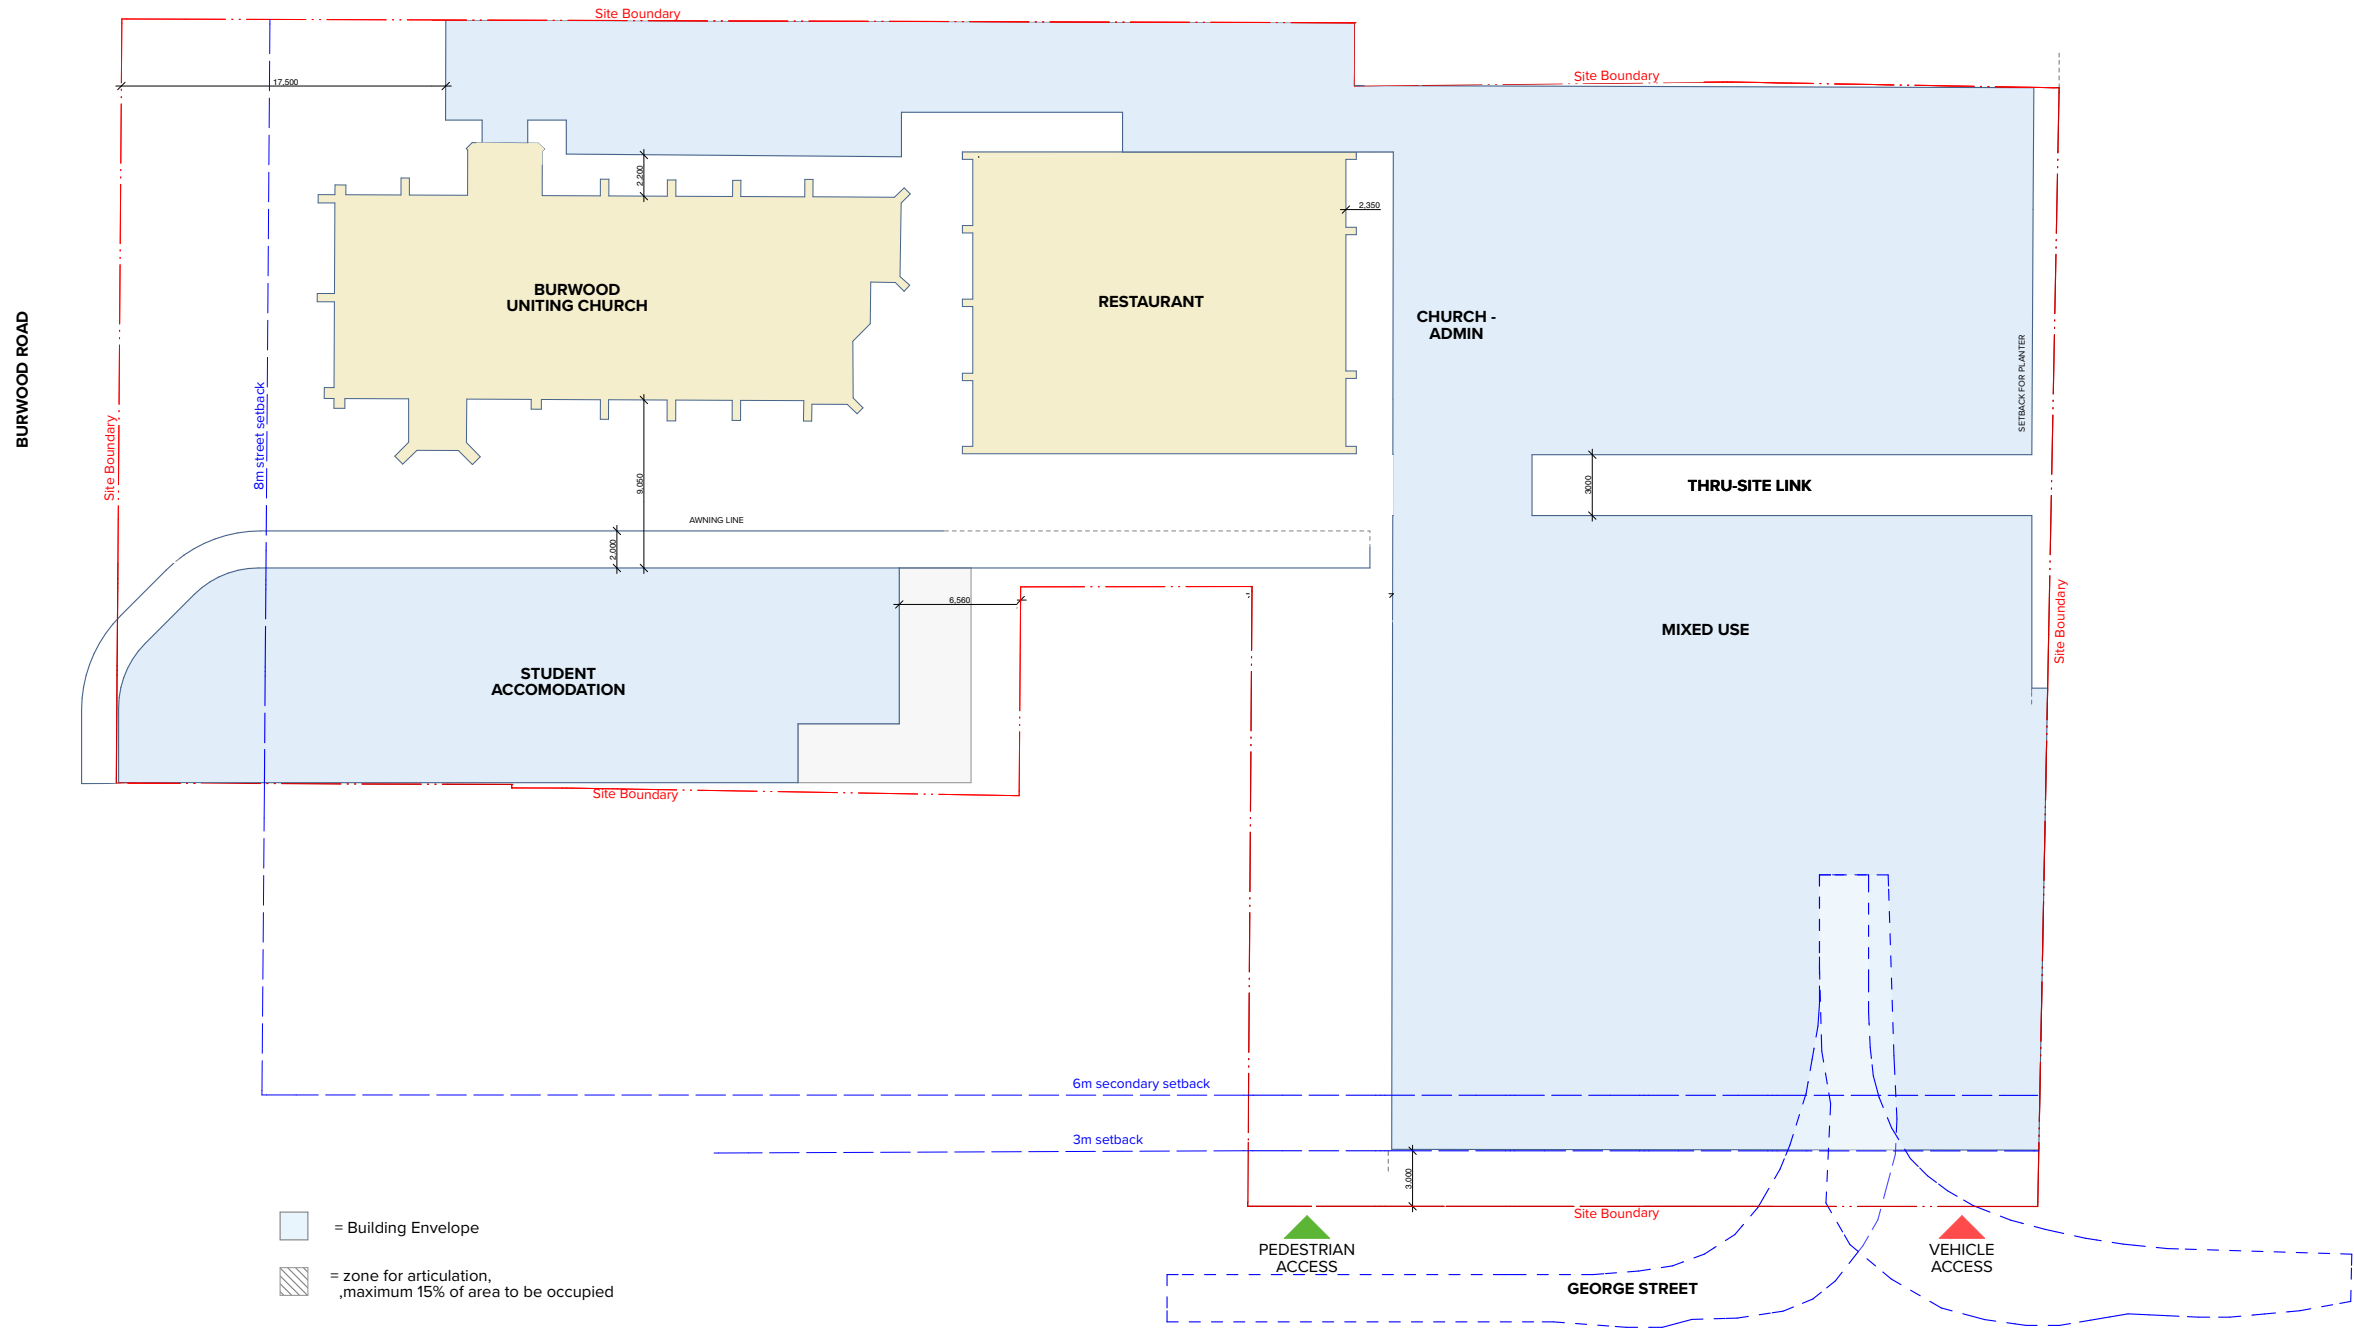 Site Boundary
Site Boundary
17,500
2,200
2,350
BURWOOD
UNITING CHURCH
RESTAURANT
CHURCH -
ADMIN
BURWOOD ROAD
Site Boundary
8m street setback
SETBACK FOR PLANTER
9,050
3000
THRU-SITE LINK
AWNING LINE
2,000
6,560
MIXED USE
Site Boundary
STUDENT
ACCOMODATION
Site Boundary
6m secondary setback
3m setback
3,000
Site Boundary
= Building Envelope
PEDESTRIAN
ACCESS
VEHICLE
ACCESS
= zone for articulation,
,maximum 15% of area to be occupied
GEORGE STREET